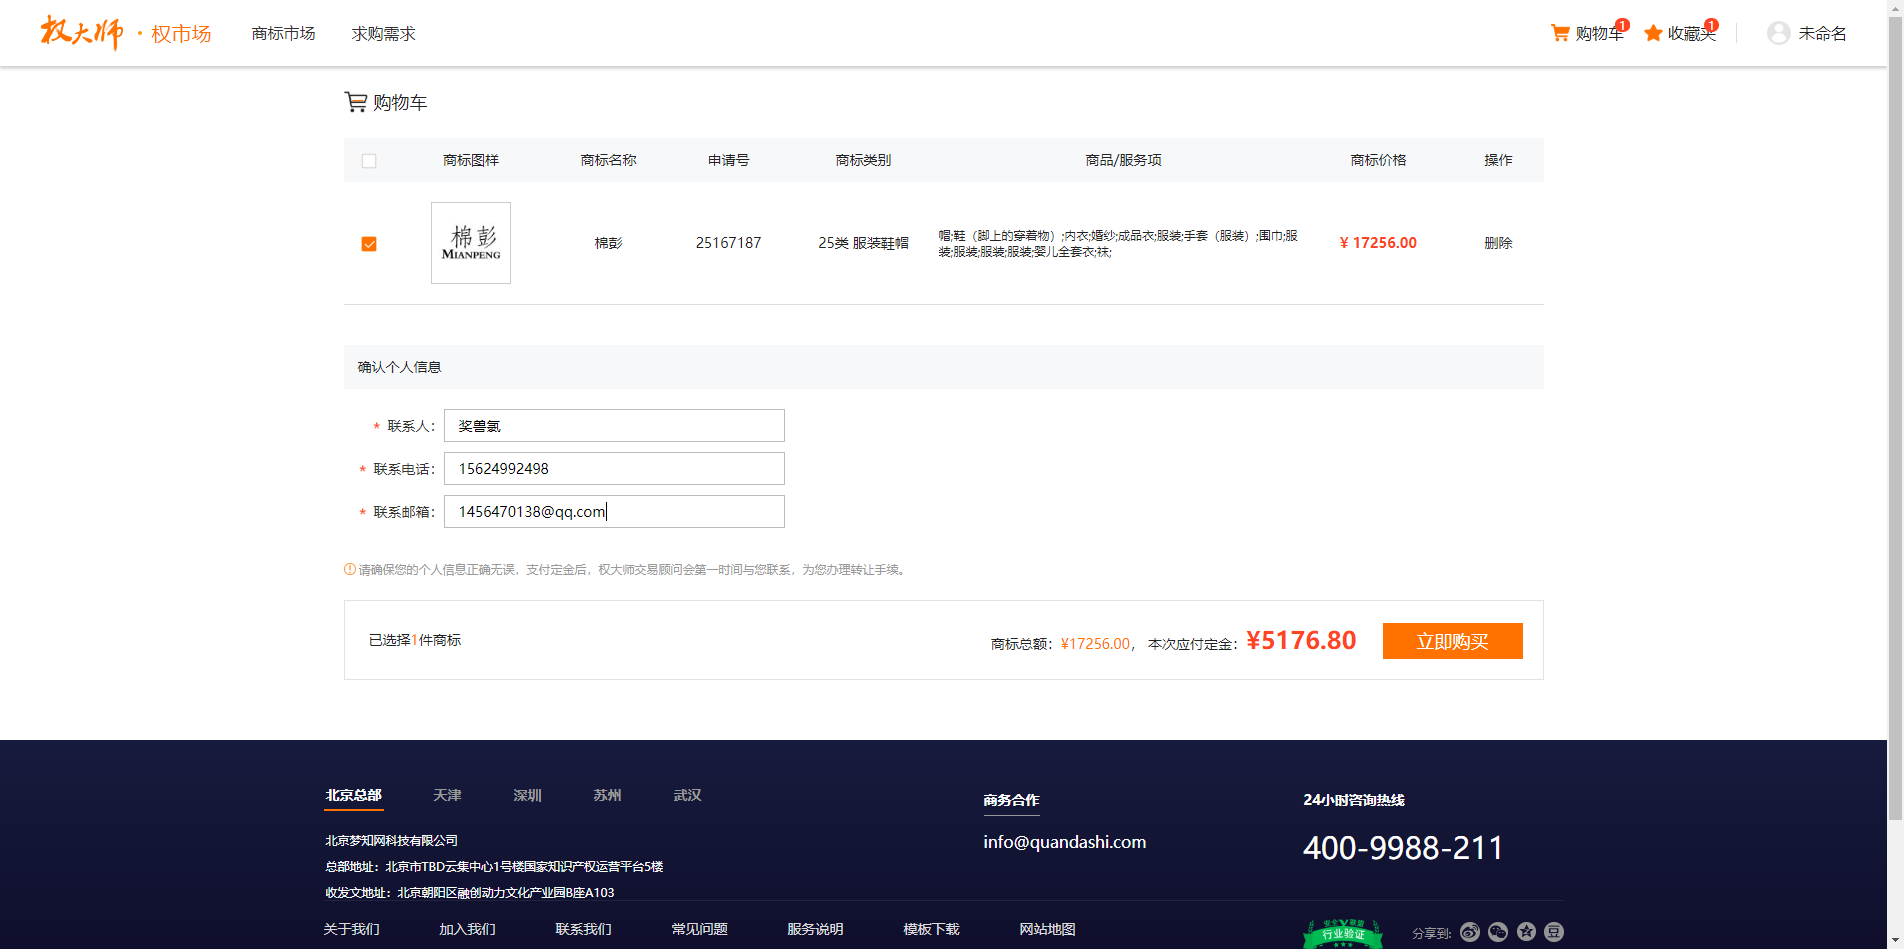 权大师 · 权市场 商标市场 求购需求 购物车 1 收藏夹 1 未命名
购物车
商标图样 商标名称 申请号 商标类别 商品/服务项 商标价格 操作
棉彭
MIANPENG
棉彭 25167187 25类 服装鞋帽
帽;鞋（脚上的穿着物）;内衣;婚纱;成品衣;服装;手套（服装）;围巾;服
装;服装;服装;服装;婴儿全套衣;袜;
¥ 17256.00 删除
确认个人信息
* 联系人: 奖兽氯
* 联系电话: 15624992498
* 联系邮箱: 1456470138@qq.com
请确保您的个人信息正确无误，支付定金后，权大师交易顾问会第一时间与您联系，为您办理转让手续。
已选择1件商标 商标总额: ¥17256.00， 本次应付定金: ¥5176.80 立即购买
北京总部 天津 深圳 苏州 武汉
北京梦知网科技有限公司
总部地址：北京市TBD云集中心1号楼国家知识产权运营平台5楼
收发文地址：北京朝阳区融创动力文化产业园B座A103
商务合作
info@quandashi.com
24小时咨询热线
400-9988-211
关于我们 加入我们 联系我们 常见问题 服务说明 模板下载 网站地图
行业验证
分享到:
豆